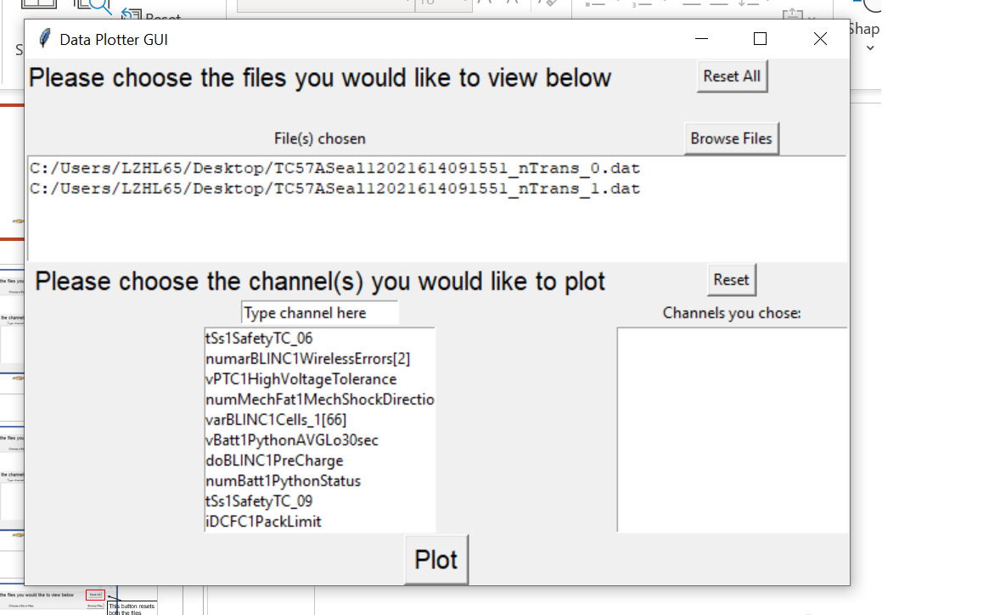 Reset
Shap
Data Plotter GUI
Please choose the files you would like to view below
Reset All
File(s) chosen
Browse Files
C:/Users/LZHL65/Desktop/TC57ASeal12021614091551_nTrans_0.dat
C:/Users/LZHL65/Desktop/TC57ASeal12021614091551_nTrans_1.dat
Please choose the channel(s) you would like to plot
Reset
Type channel here
Channels you chose:
tSs1SafetyTC_06
numarBLINC1WirelessErrors[2]
vPTC1HighVoltageTolerance
numMechFat1MechShockDirectio
varBLINC1Cells_1[66]
vBatt1PythonAVGLo30sec
doBLINC1PreCharge
numBatt1PythonStatus
tSs1SafetyTC_09
iDCFC1PackLimit
Plot
the files you would like to view below
Reset All
This button resets
both the files